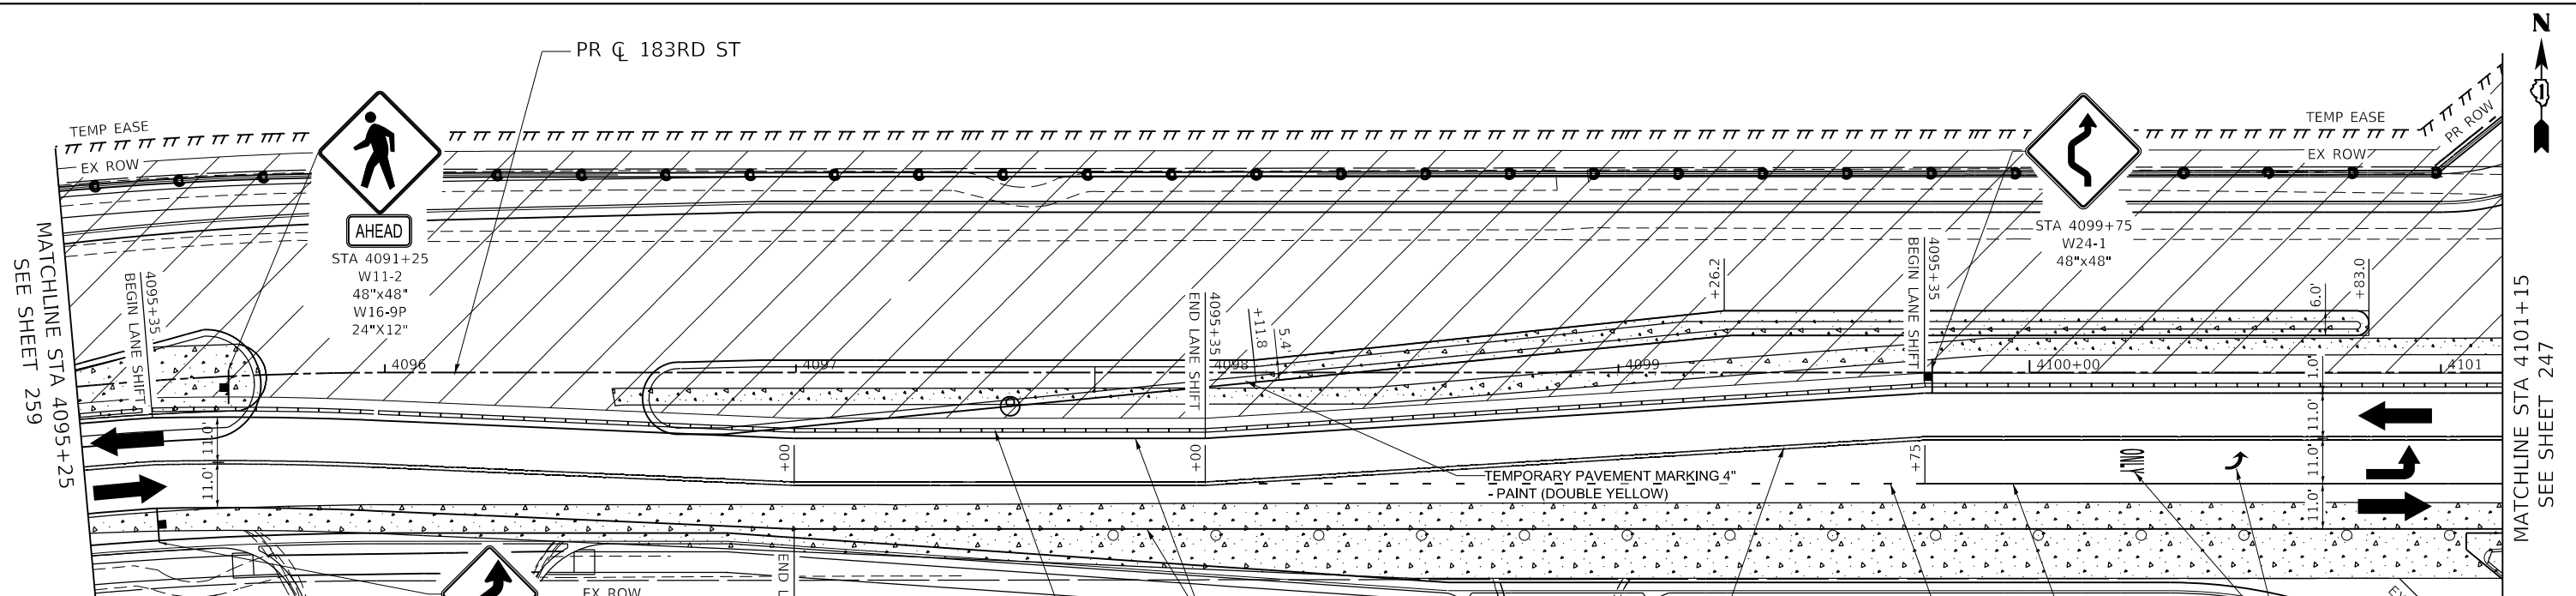 PR ℄ 183RD ST
N
1
TEMP EASE
EX ROW
AHEAD
STA 4091+25
W11-2
48"x48"
W16-9P
24"X12"
MATCHLINE STA 4095+25
SEE SHEET 259
4095+35
BEGIN LANE SHIFT
4096
4097
4098
4099
4100+00
4101
END LANE SHIFT
4095+35
+11.8
5.4'
+26.2
BEGIN LANE SHIFT
4095+35
STA 4099+75
W24-1
48"x48"
TEMP EASE
EX ROW
PR ROW
6.0'
+83.0
1.0'
11.0'
11.0'
11.0'
11.0'
11.0'
+00
+00
+75
ONLY
TEMPORARY PAVEMENT MARKING 4"
- PAINT (DOUBLE YELLOW)
MATCHLINE STA 4101+15
SEE SHEET 247
END L
EX ROW